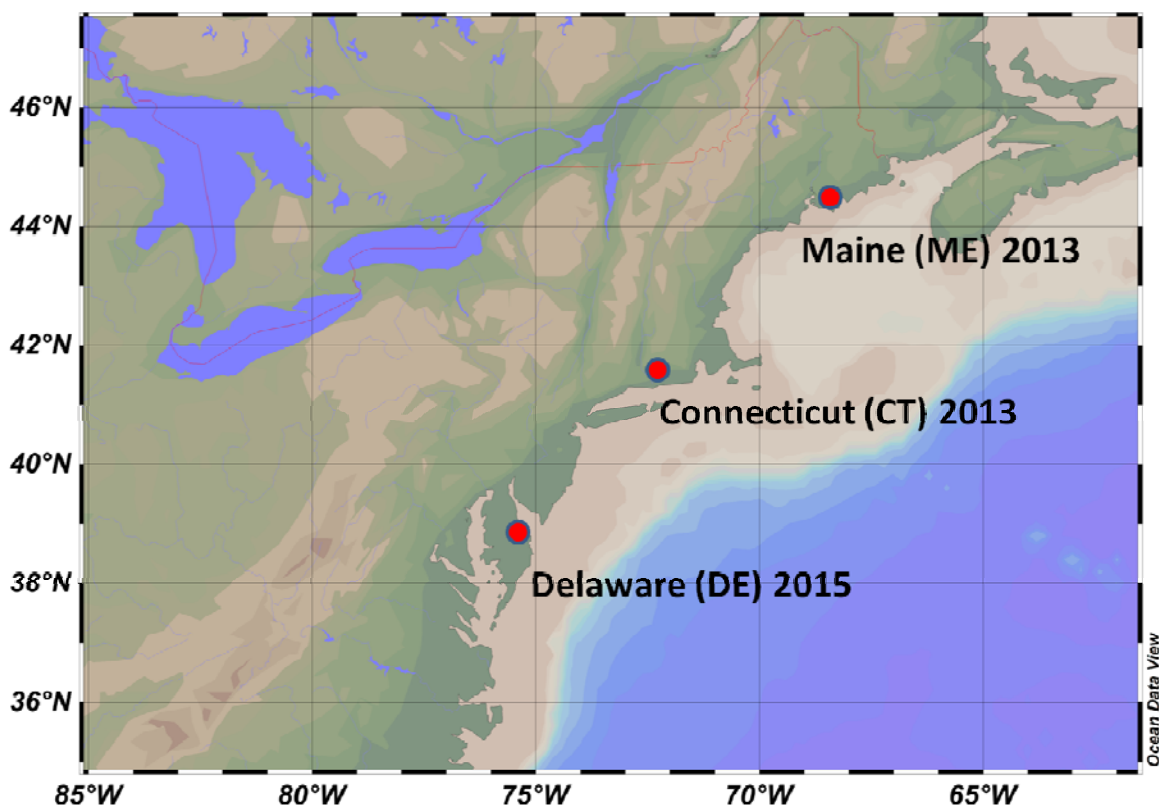 46°N
44°N
Maine (ME) 2013
42°N
Connecticut (CT) 2013
40°N
38°N
Delaware (DE) 2015
36°N
Ocean Data View
85°W
80°W
75°W
70°W
65°W